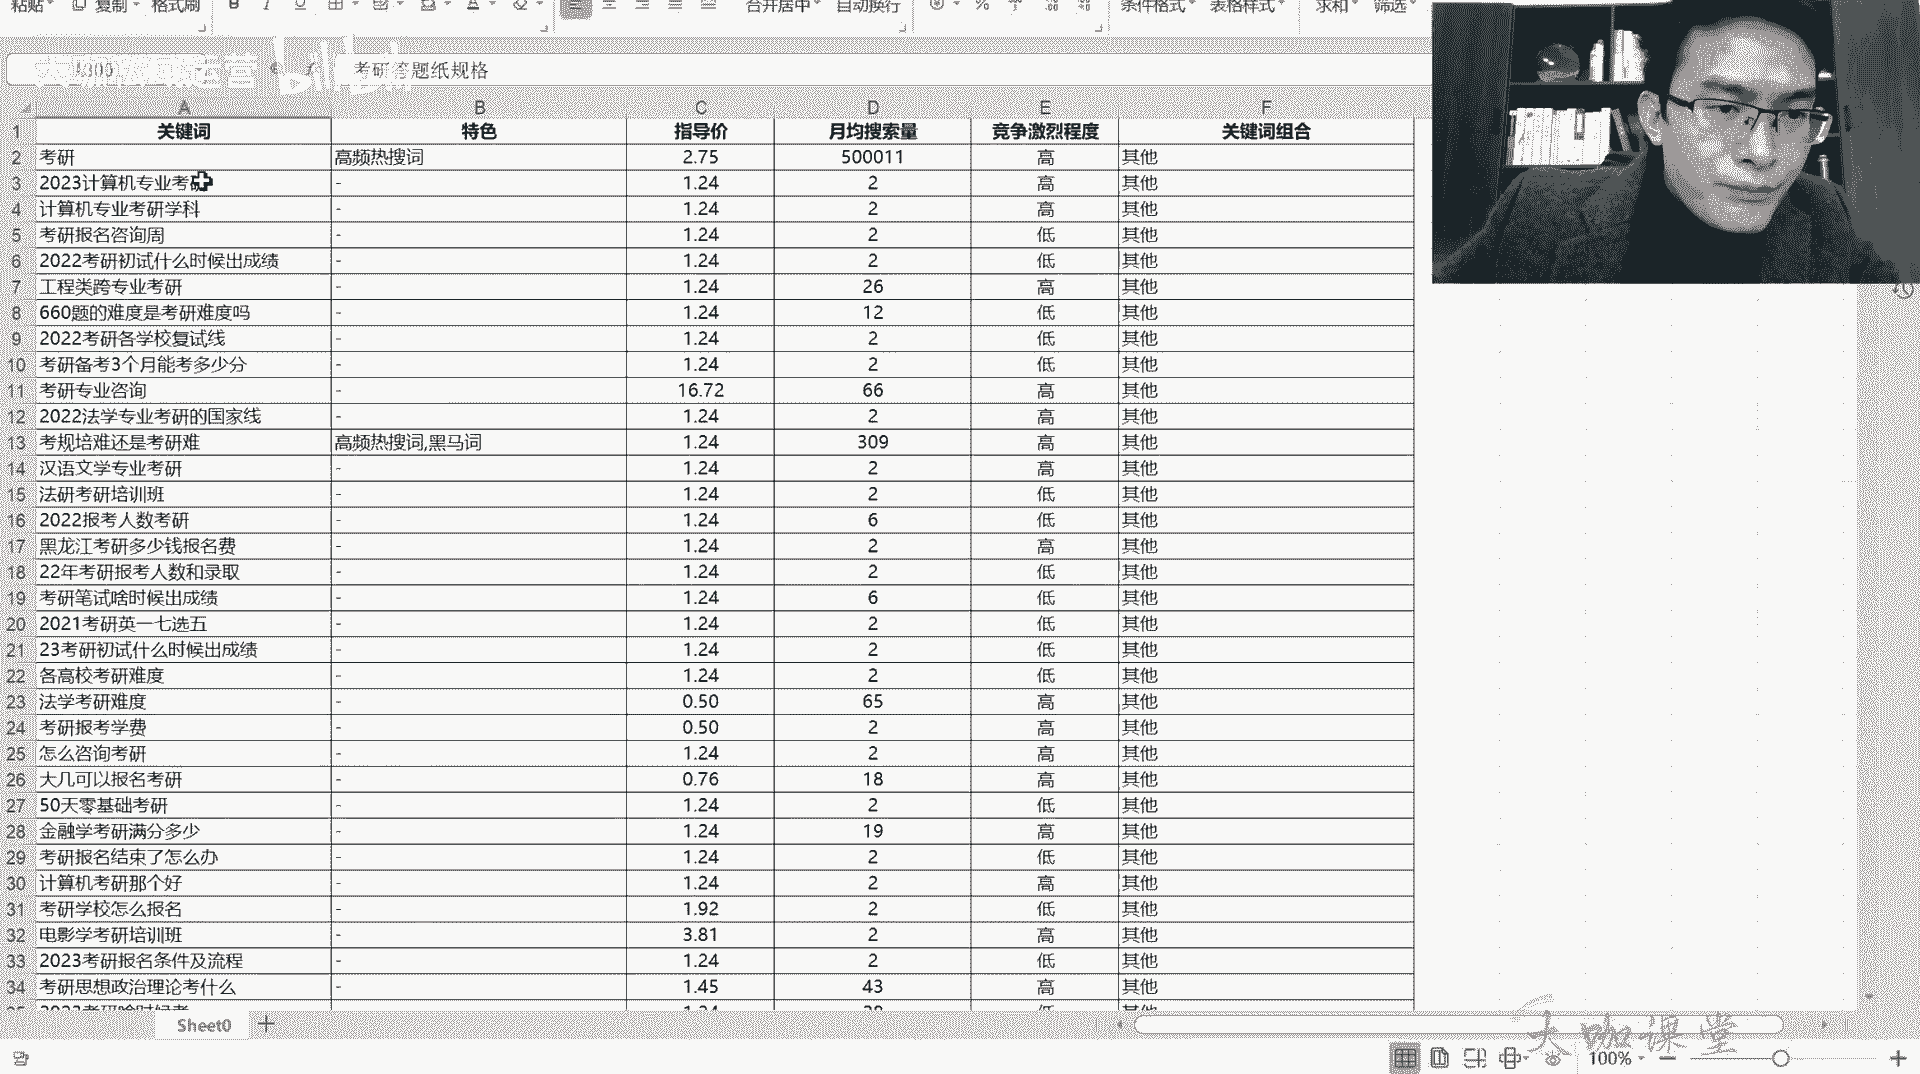 粘贴 复制 格式刷 B I U A 合并居中 自动换行 % 条件格式 表格样式 求和 筛选
考研答题纸规格
bilibili
A B C D E F
1 关键词 特色 指导价 月均搜索量 竞争激烈程度 关键词组合
2 考研 高频热搜词 2.75 500011 高 其他
3 2023计算机专业考研 - 1.24 2 高 其他
4 计算机专业考研学科 - 1.24 2 高 其他
5 考研报名咨询周 - 1.24 2 低 其他
6 2022考研初试什么时候出成绩 - 1.24 2 低 其他
7 工程类跨专业考研 - 1.24 26 高 其他
8 660题的难度是考研难度吗 - 1.24 12 低 其他
9 2022考研各学校复试线 - 1.24 2 低 其他
10 考研备考3个月能考多少分 - 1.24 2 低 其他
11 考研专业咨询 - 16.72 66 高 其他
12 2022法学专业考研的国家线 - 1.24 2 高 其他
13 考规培难还是考研难 高频热搜词,黑马词 1.24 309 高 其他
14 汉语文学专业考研 - 1.24 2 高 其他
15 法研考研培训班 - 1.24 2 低 其他
16 2022报考人数考研 - 1.24 6 低 其他
17 黑龙江考研多少钱报名费 - 1.24 2 高 其他
18 22年考研报考人数和录取 - 1.24 2 低 其他
19 考研笔试啥时候出成绩 - 1.24 6 低 其他
20 2021考研英一七选五 - 1.24 2 低 其他
21 23考研初试什么时候出成绩 - 1.24 2 低 其他
22 各高校考研难度 - 1.24 2 低 其他
23 法学考研难度 - 0.50 65 高 其他
24 考研报考学费 - 0.50 2 高 其他
25 怎么咨询考研 - 1.24 2 高 其他
26 大几可以报名考研 - 0.76 18 高 其他
27 50天零基础考研 - 1.24 2 低 其他
28 金融学考研满分多少 - 1.24 19 高 其他
29 考研报名结束了怎么办 - 1.24 2 低 其他
30 计算机考研那个好 - 1.24 2 高 其他
31 考研学校怎么报名 - 1.92 2 低 其他
32 电影学考研培训班 - 3.81 2 高 其他
33 2023考研报名条件及流程 - 1.24 2 低 其他
34 考研思想政治理论考什么 - 1.45 43 高 其他
Sheet0
大咖课堂
100%